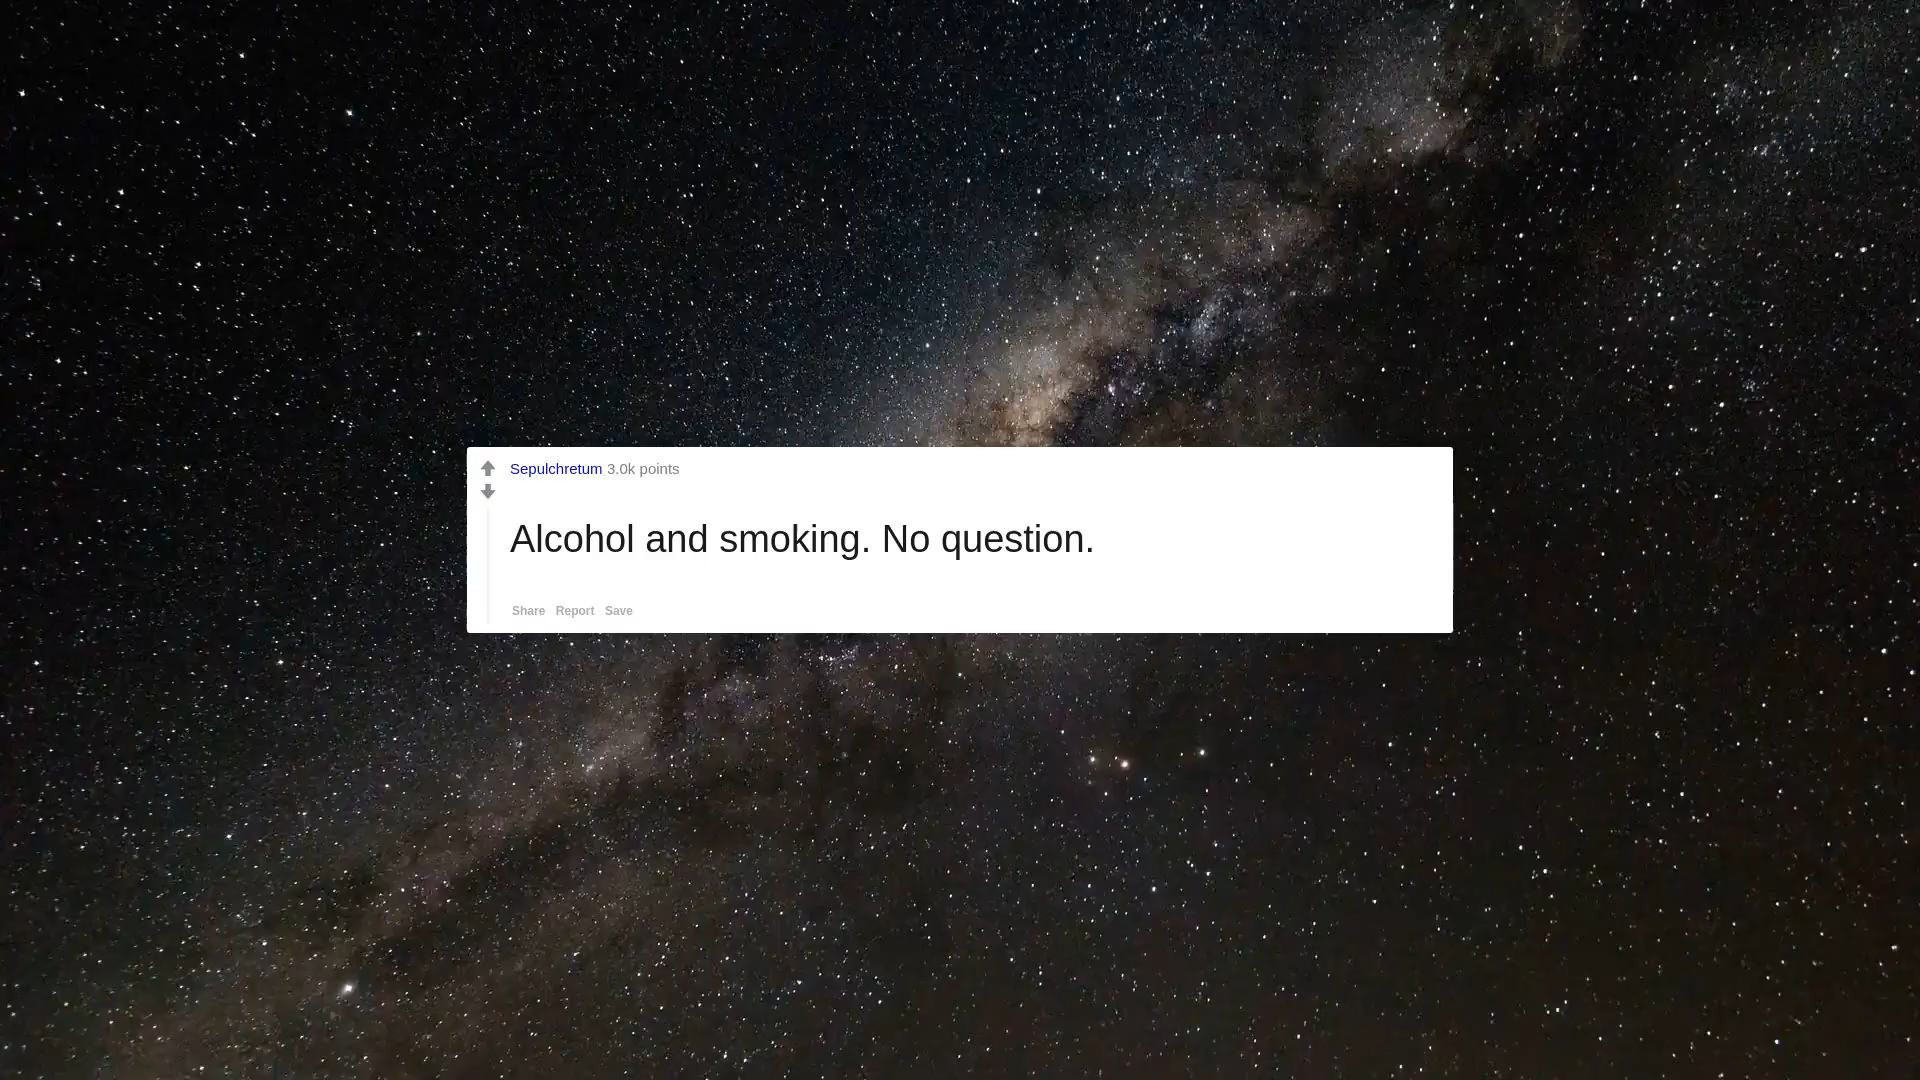 Sepulchretum 3.0k points
Alcohol and smoking. No question.
Share Report Save